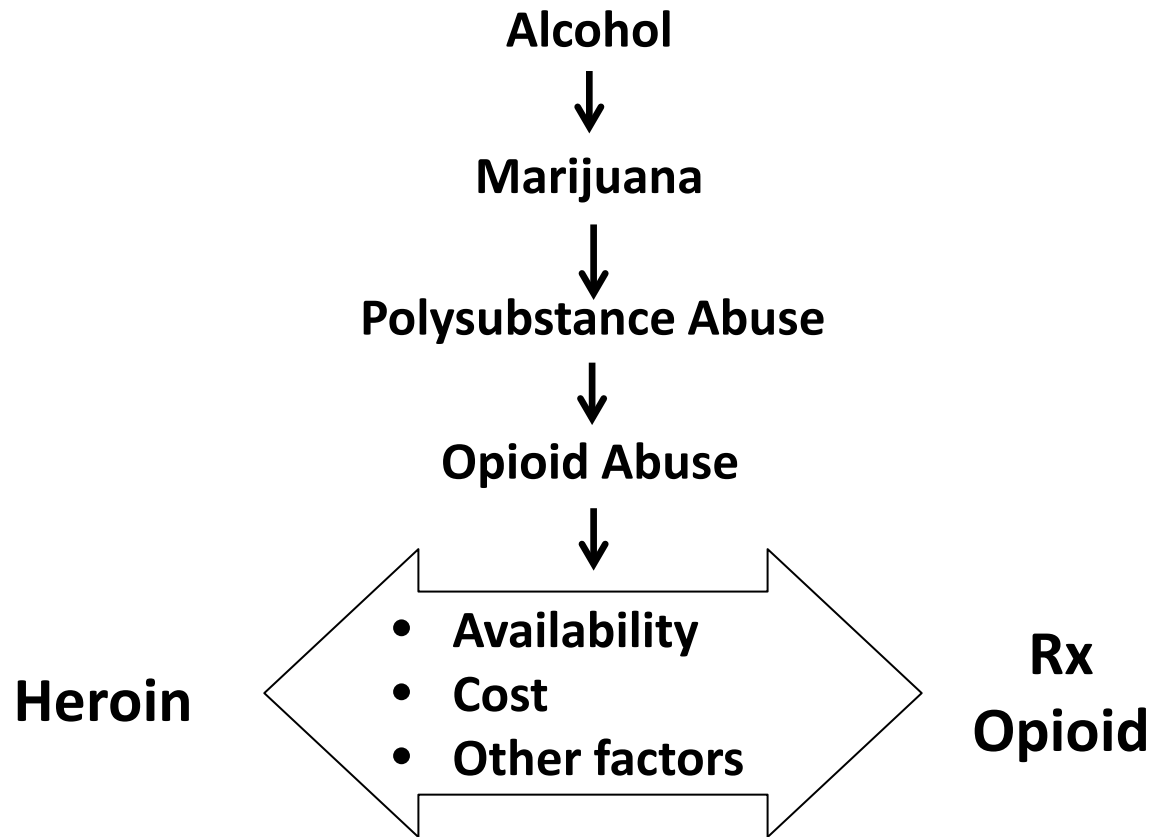 Alcohol
Marijuana
Polysubstance Abuse
Opioid Abuse
• Availability
• Cost
• Other factors
Heroin
Rx
Opioid